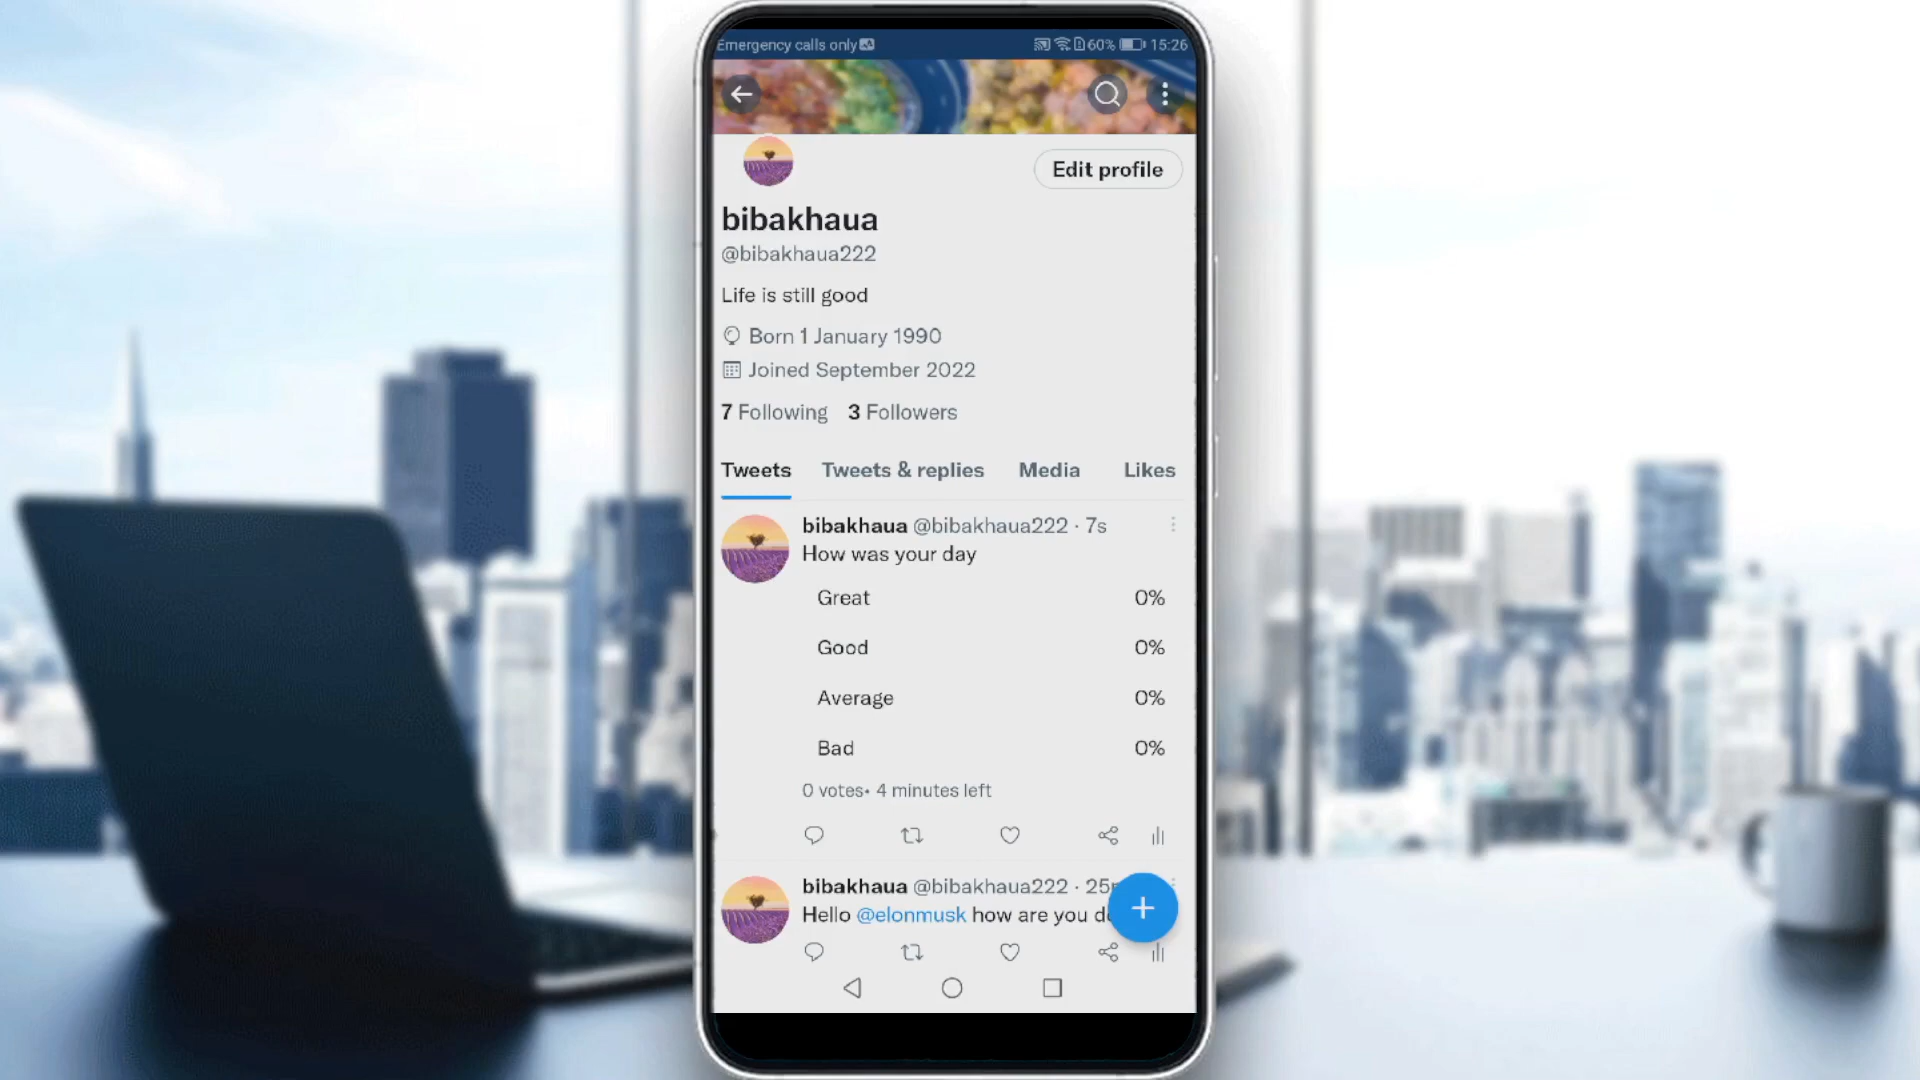 Emergency calls only 60% 15:26
Edit profile
bibakhaua
@bibakhaua222
Life is still good
Born 1 January 1990
Joined September 2022
7 Following 3 Followers
Tweets Tweets & replies Media Likes
bibakhaua @bibakhaua222 · 7s
How was your day
Great 0%
Good 0%
Average 0%
Bad 0%
0 votes• 4 minutes left
bibakhaua @bibakhaua222 ·
Hello @elonmusk how are you